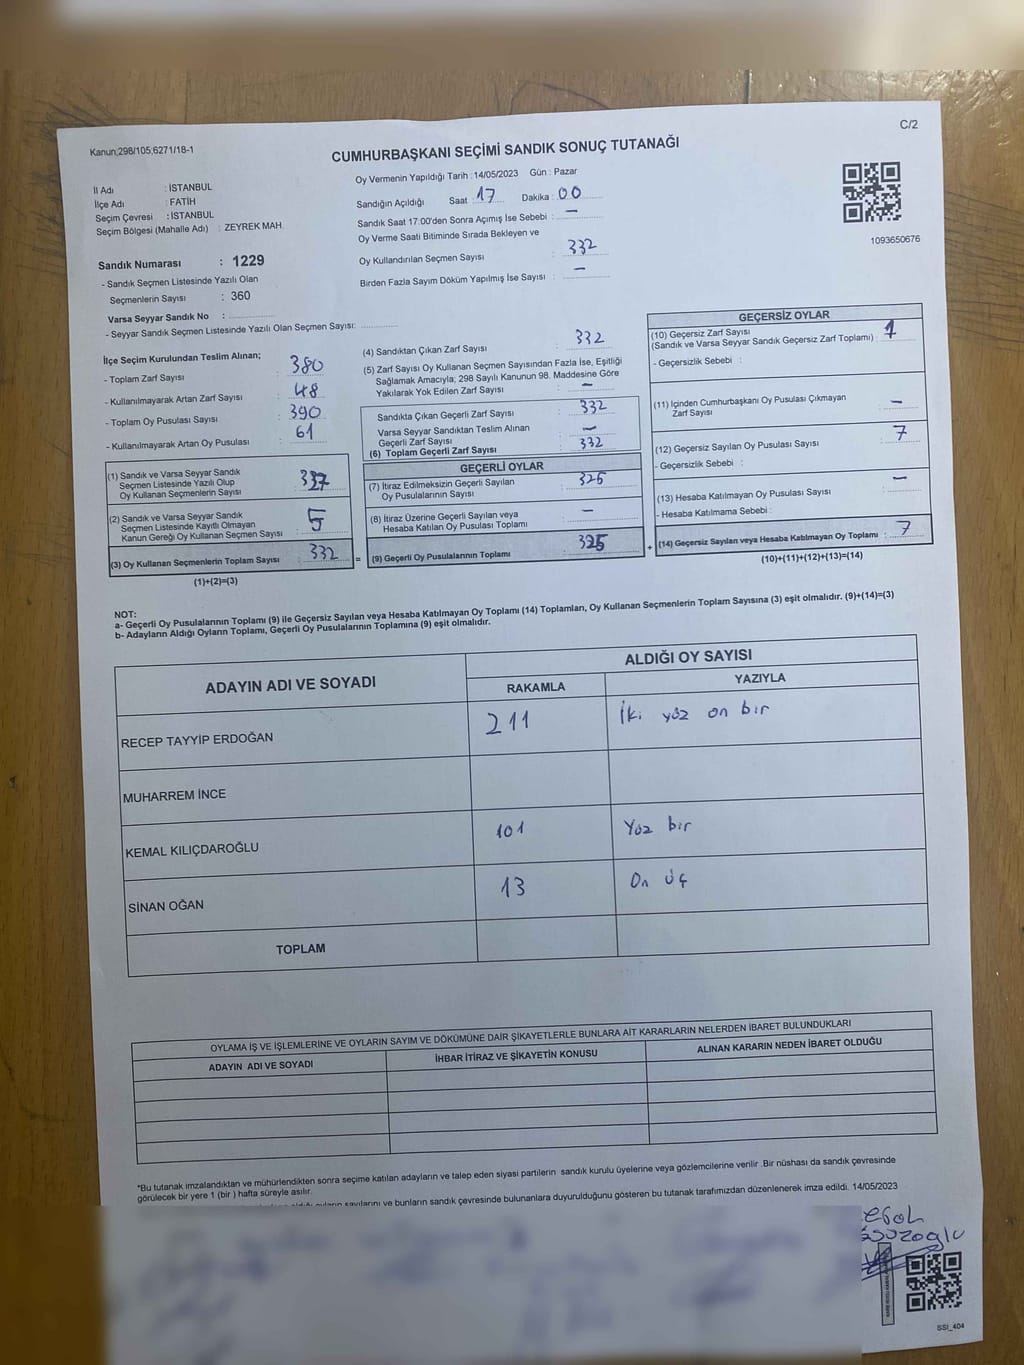 C/2
Kanun;298/105;6271/18-1
CUMHURBAŞKANI SEÇİMİ SANDIK SONUÇ TUTANAĞI
İl Adı : İSTANBUL
İlçe Adı : FATİH
Seçim Çevresi : İSTANBUL
Seçim Bölgesi (Mahalle Adı) : ZEYREK MAH.
Sandık Numarası : 1229
- Sandık Seçmen Listesinde Yazılı Olan
Seçmenlerin Sayısı : 360
Varsa Seyyar Sandık No :
- Seyyar Sandık Seçmen Listesinde Yazılı Olan Seçmen Sayısı:
Oy Vermenin Yapıldığı Tarih : 14/05/2023 Gün : Pazar
Sandığın Açıldığı Saat : 17 Dakika : 00
Sandık Saat 17:00'den Sonra Açımış İse Sebebi : —
Oy Verme Saati Bitiminde Sırada Bekleyen ve
Oy Kullandırılan Seçmen Sayısı : 332
Birden Fazla Sayım Döküm Yapılmış İse Sayısı : —
1093650676
İlçe Seçim Kurulundan Teslim Alınan;
- Toplam Zarf Sayısı : 380
- Kullanılmayarak Artan Zarf Sayısı : 48
- Toplam Oy Pusulası Sayısı : 390
- Kullanılmayarak Artan Oy Pusulası : 61
(1) Sandık ve Varsa Seyyar Sandık
Seçmen Listesinde Yazılı Olup
Oy Kullanan Seçmenlerin Sayısı : 327
(2) Sandık ve Varsa Seyyar Sandık
Seçmen Listesinde Kayıtlı Olmayan
Kanun Gereği Oy Kullanan Seçmen Sayısı : 5
(3) Oy Kullanan Seçmenlerin Toplam Sayısı : 332
(1)+(2)=(3)
(4) Sandıktan Çıkan Zarf Sayısı : 332
(5) Zarf Sayısı Oy Kullanan Seçmen Sayısından Fazla İse, Eşitliği
Sağlamak Amacıyla; 298 Sayılı Kanunun 98. Maddesine Göre
Yakılarak Yok Edilen Zarf Sayısı : —
Sandıkta Çıkan Geçerli Zarf Sayısı : 332
Varsa Seyyar Sandıktan Teslim Alınan
Geçerli Zarf Sayısı : —
(6) Toplam Geçerli Zarf Sayısı : 332
GEÇERLİ OYLAR
(7) İtiraz Edilmeksizin Geçerli Sayılan
Oy Pusulalarının Sayısı : 325
(8) İtiraz Üzerine Geçerli Sayılan veya
Hesaba Katılan Oy Pusulası Toplamı : —
= (9) Geçerli Oy Pusulalarının Toplamı : 325
GEÇERSİZ OYLAR
(10) Geçersiz Zarf Sayısı
(Sandık ve Varsa Seyyar Sandık Geçersiz Zarf Toplamı) :
- Geçersizlik Sebebi :
(11) İçinden Cumhurbaşkanı Oy Pusulası Çıkmayan
Zarf Sayısı : —
(12) Geçersiz Sayılan Oy Pusulası Sayısı : 7
- Geçersizlik Sebebi :
(13) Hesaba Katılmayan Oy Pusulası Sayısı : —
- Hesaba Katılmama Sebebi :
+ (14) Geçersiz Sayılan veya Hesaba Katılmayan Oy Toplamı : 7
(10)+(11)+(12)+(13)=(14)
NOT:
a- Geçerli Oy Pusulalarının Toplamı (9) ile Geçersiz Sayılan veya Hesaba Katılmayan Oy Toplamı (14) Toplamları, Oy Kullanan Seçmenlerin Toplam Sayısına (3) eşit olmalıdır. (9)+(14)=(3)
b- Adayların Aldığı Oyların Toplamı, Geçerli Oy Pusulalarının Toplamına (9) eşit olmalıdır.
ADAYIN ADI VE SOYADI
ALDIĞI OY SAYISI
RAKAMLA YAZIYLA
RECEP TAYYİP ERDOĞAN 211 İki yüz on bir
MUHARREM İNCE
KEMAL KILIÇDAROĞLU 101 Yüz bir
SİNAN OĞAN 13 On üç
TOPLAM
OYLAMA İŞ VE İŞLEMLERİNE VE OYLARIN SAYIM VE DÖKÜMÜNE DAİR ŞİKAYETLERLE BUNLARA AİT KARARLARIN NELERDEN İBARET BULUNDUKLARI
ADAYIN ADI VE SOYADI İHBAR İTİRAZ VE ŞİKAYETİN KONUSU ALINAN KARARIN NEDEN İBARET OLDUĞU
*Bu tutanak imzalandıktan ve mühürlendikten sonra seçime katılan adayların ve talep eden siyasi partilerin sandık kurulu üyelerine veya gözlemcilerine verilir .Bir nüshası da sandık çevresinde
görülecek bir yere 1 (bir ) hafta süreyle asılır.
sayılarını ve bunların sandık çevresinde bulunanlara duyurulduğunu gösteren bu tutanak tarafımızdan düzenlenerek imza edildi. 14/05/2023
SSI_404